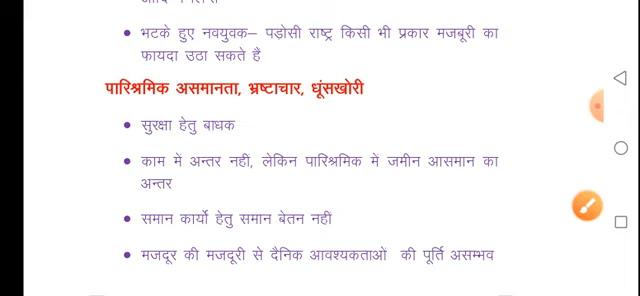 भटके हुए नवयुवक– पड़ोसी राष्ट्र किसी भी प्रकार मजबूरी का
फायदा उठा सकते हैं
पारिश्रमिक असमानता, भ्रष्टाचार, धूंसखोरी
सुरक्षा हेतु बाधक
काम में अन्तर नहीं, लेकिन पारिश्रमिक में जमीन आसमान का
अन्तर
समान कार्यो हेतु समान बेतन नहीं
मजदूर की मजदूरी से दैनिक आवश्यकताओं की पूर्ति असम्भव